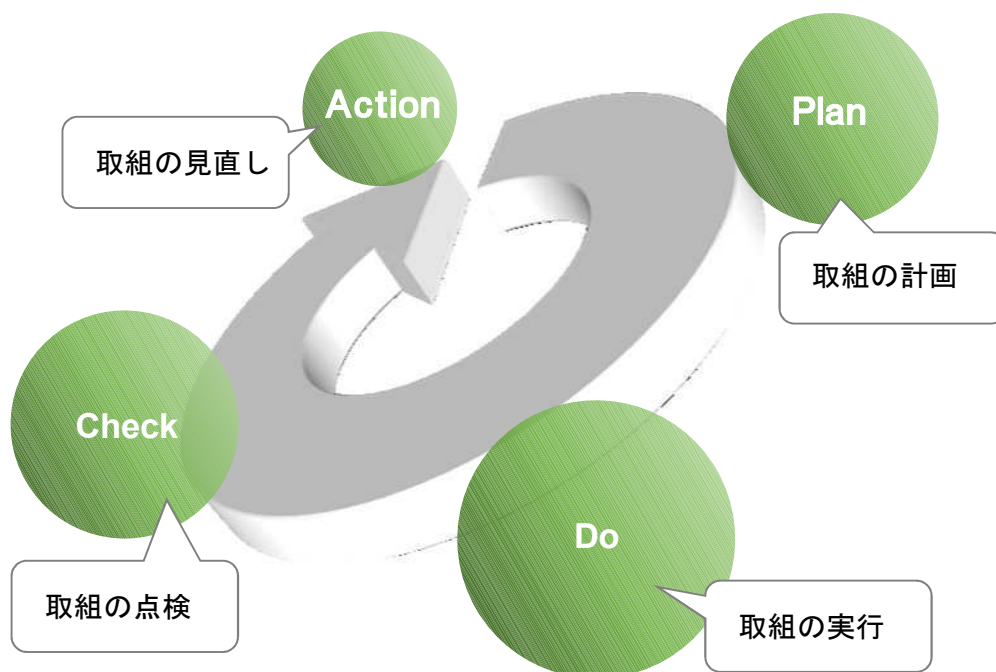 Action
取組の見直し
Plan
取組の計画
Check
取組の点検
Do
取組の実行